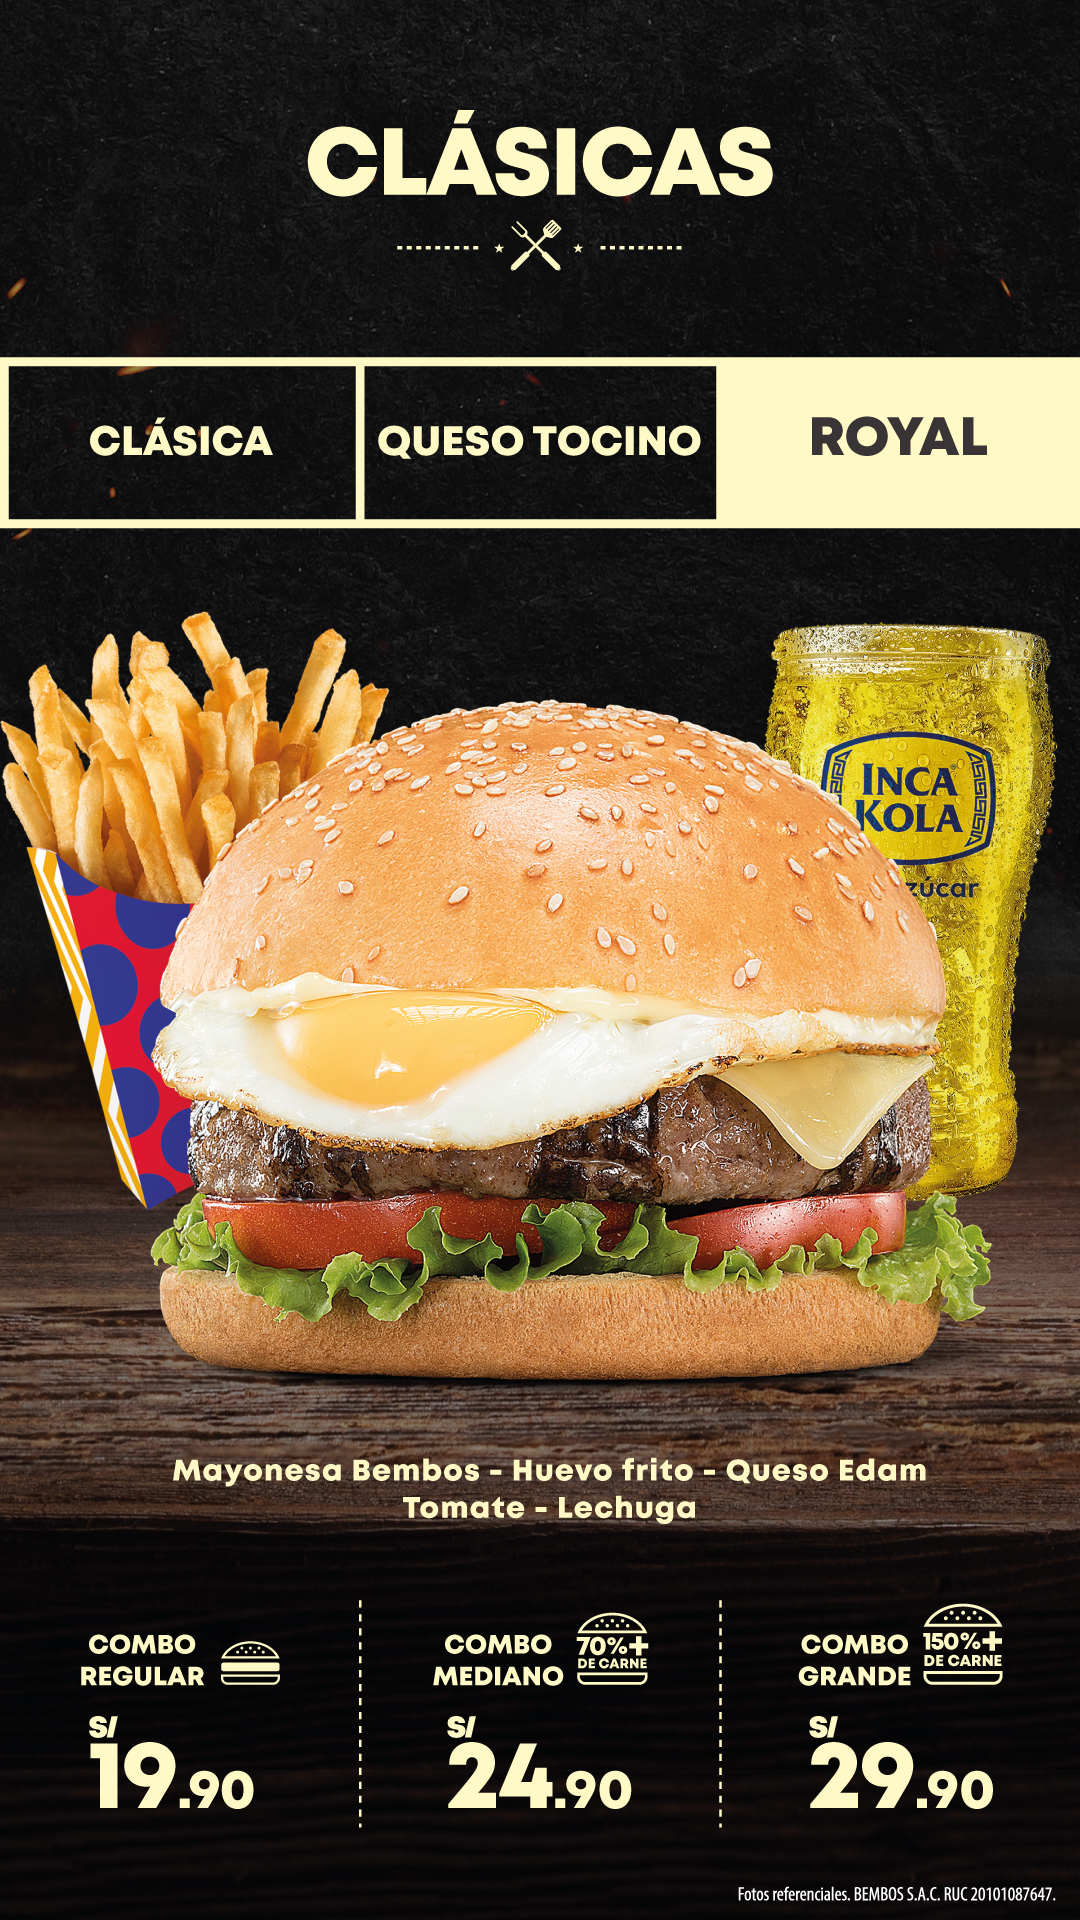 CLÁSICAS
CLÁSICA
QUESO TOCINO
ROYAL
INCA
KOLA
Mayonesa Bembos - Huevo frito - Queso Edam
Tomate - Lechuga
COMBO
REGULAR
S/
19.90
COMBO
MEDIANO
70%+
DE CARNE
S/
24.90
COMBO
GRANDE
150%+
DE CARNE
S/
29.90
Fotos referenciales. BEMBOS S.A.C. RUC 20101087647.